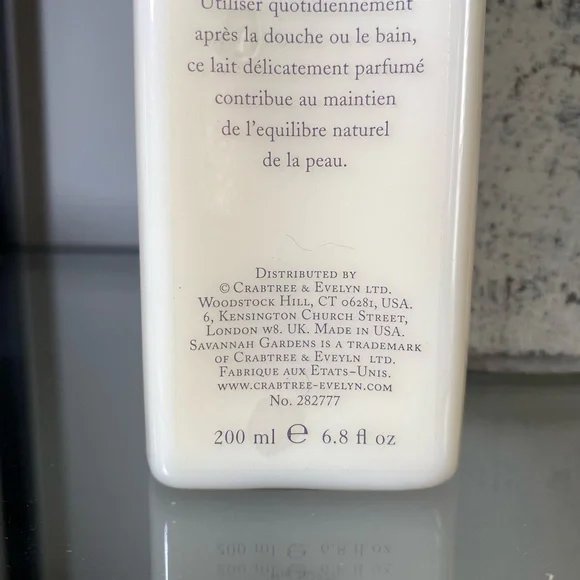 Utiliser quotidiennement
après la douche ou le bain,
ce lait délicatement parfumé
contribue au maintien
de l'equilibre naturel
de la peau.
Distributed by
© Crabtree & Evelyn Ltd.
Woodstock Hill, CT 06281, USA.
6, Kensington Church Street,
London w8. UK. Made in USA.
Savannah Gardens is a trademark
of Crabtree & Eveyln Ltd.
Fabrique aux Etats-Unis.
www.crabtree-evelyn.com
No. 282777
200 ml ℮ 6.8 fl oz